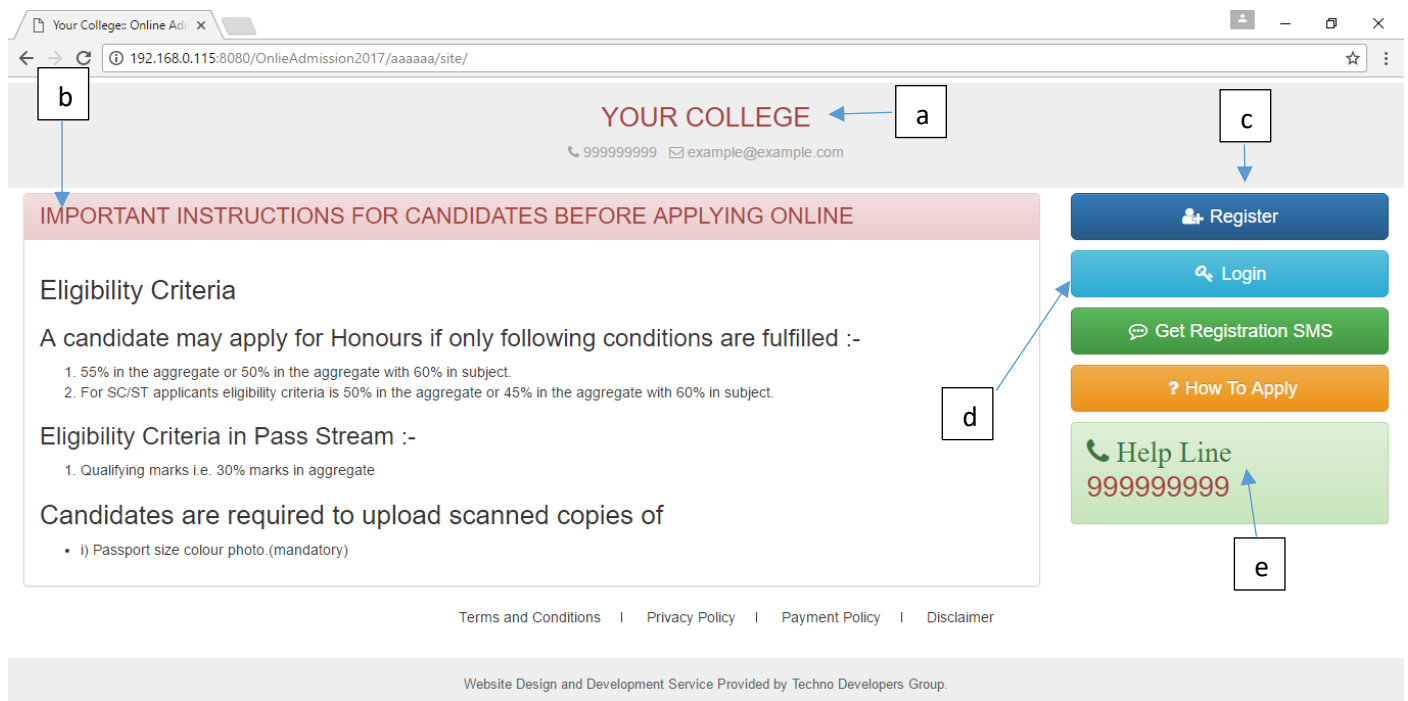 Your College:: Online Adr
192.168.0.115:8080/OnlieAdmission2017/aaaaaa/site/
b
YOUR COLLEGE
a
c
999999999 example@example.com
IMPORTANT INSTRUCTIONS FOR CANDIDATES BEFORE APPLYING ONLINE
Register
Eligibility Criteria
Login
A candidate may apply for Honours if only following conditions are fulfilled :-
Get Registration SMS
1. 55% in the aggregate or 50% in the aggregate with 60% in subject.
2. For SC/ST applicants eligibility criteria is 50% in the aggregate or 45% in the aggregate with 60% in subject.
? How To Apply
d
Eligibility Criteria in Pass Stream :-
1. Qualifying marks i.e. 30% marks in aggregate
Help Line
999999999
Candidates are required to upload scanned copies of
• i) Passport size colour photo.(mandatory)
e
Terms and Conditions | Privacy Policy | Payment Policy | Disclaimer
Website Design and Development Service Provided by Techno Developers Group.